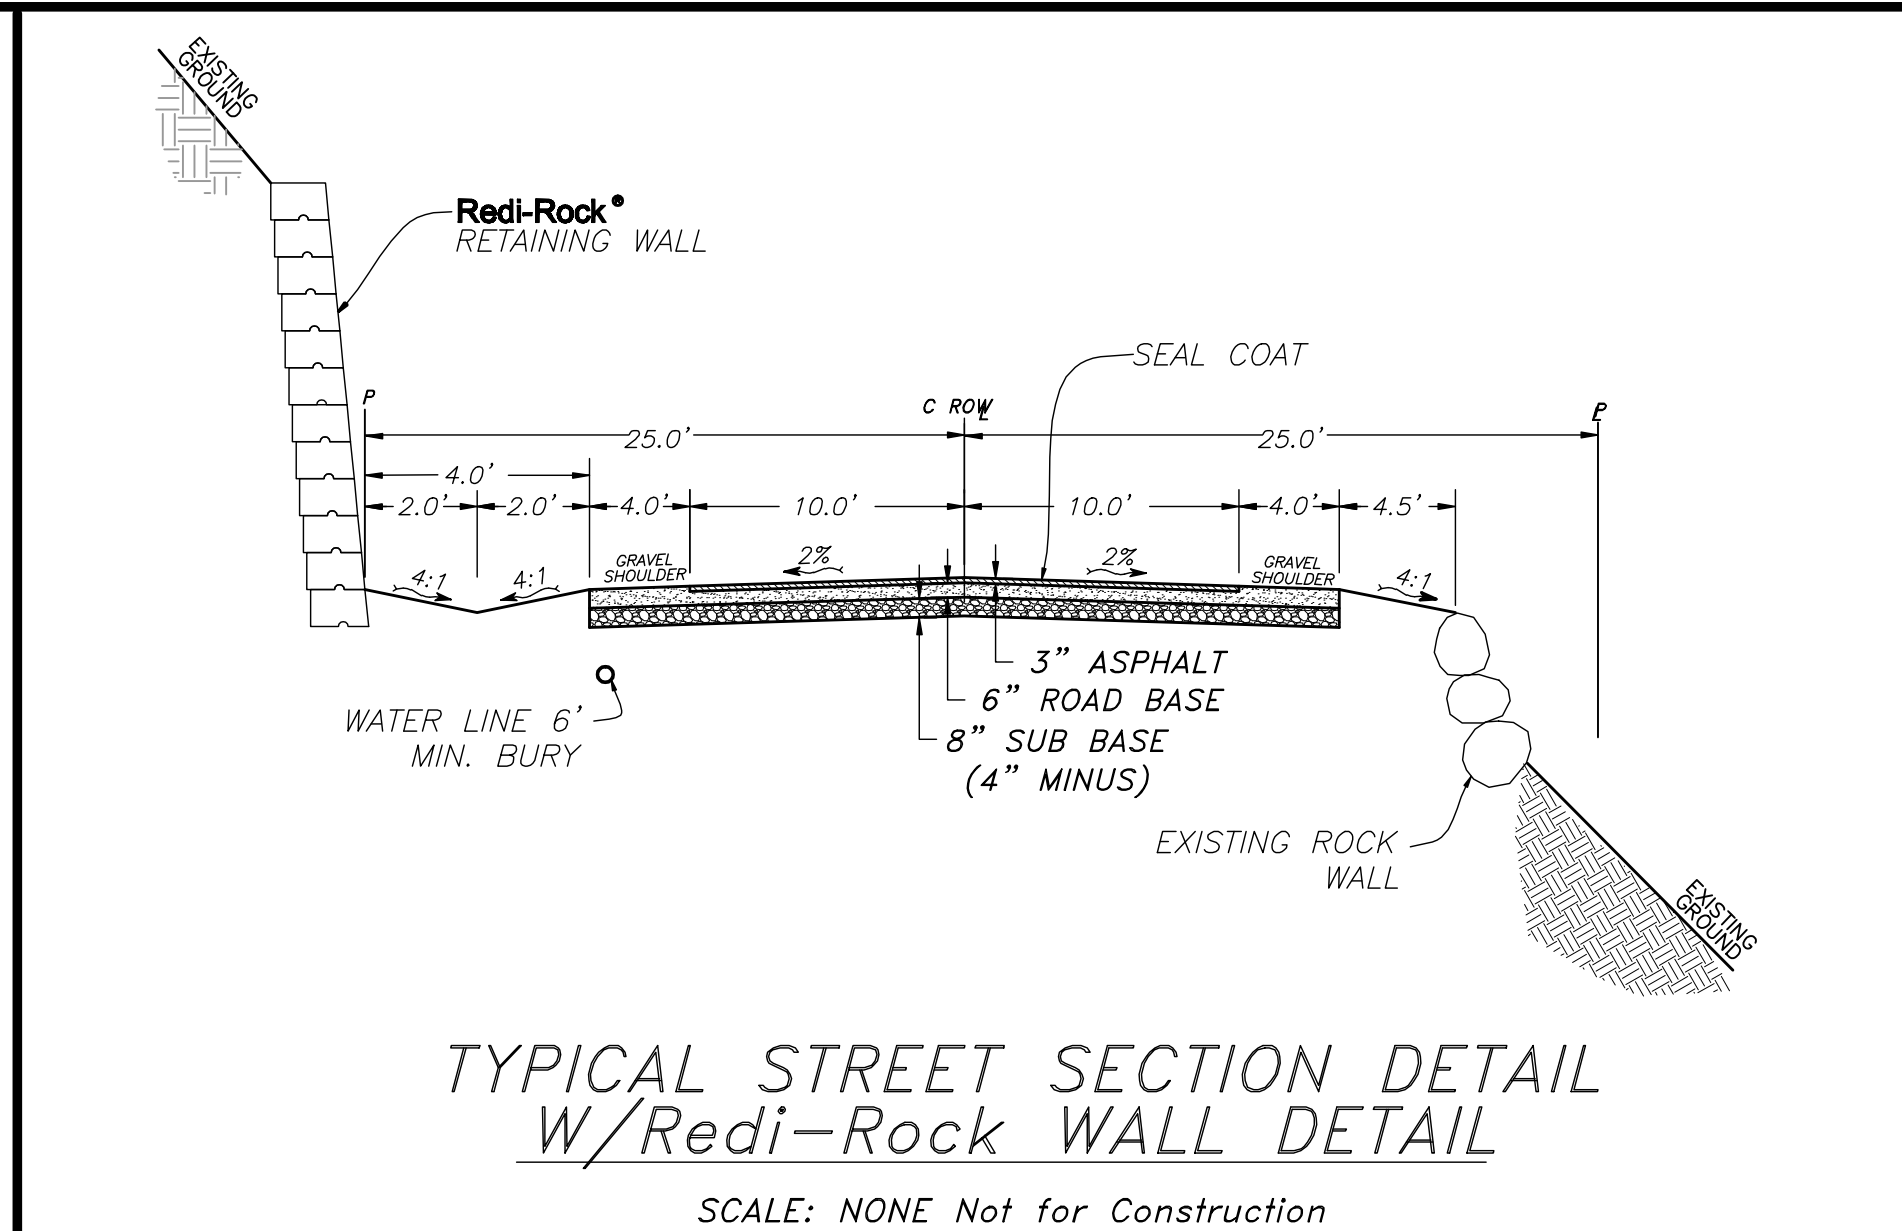 EXISTING
GROUND
Redi-Rock®
RETAINING WALL
SEAL COAT
P
C ROW
L
P
L
25.0'
25.0'
4.0'
2.0'
2.0'
4.0'
10.0'
10.0'
4.0'
4.5'
4:1
4:1
GRAVEL
SHOULDER
2%
2%
GRAVEL
SHOULDER
4:1
3" ASPHALT
6" ROAD BASE
8" SUB BASE
(4" MINUS)
WATER LINE 6'
MIN. BURY
EXISTING ROCK
WALL
EXISTING
GROUND
TYPICAL STREET SECTION DETAIL
W/Redi-Rock WALL DETAIL
SCALE: NONE Not for Construction